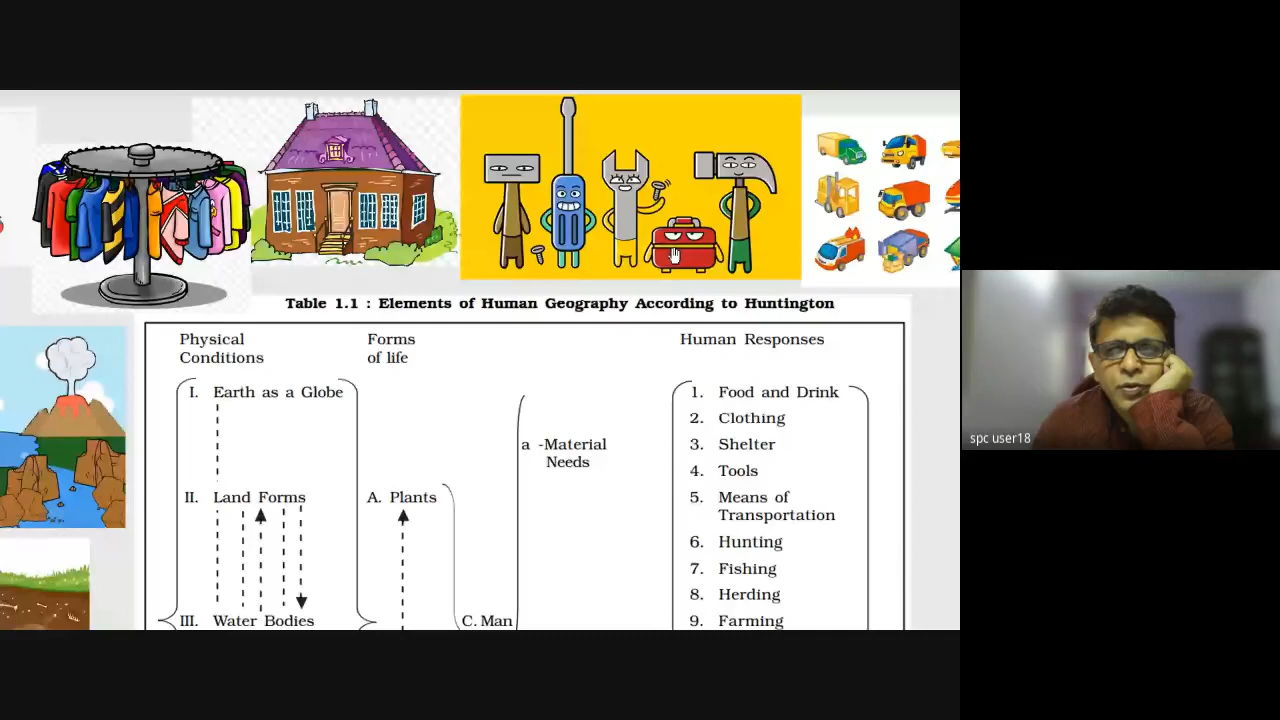 Table 1.1 : Elements of Human Geography According to Huntington
Physical
Conditions
Forms
of life
Human Responses
I. Earth as a Globe
1. Food and Drink
2. Clothing
a -Material
Needs
3. Shelter
4. Tools
II. Land Forms
A. Plants
5. Means of
Transportation
6. Hunting
7. Fishing
8. Herding
III. Water Bodies
C. Man
9. Farming
spc user18